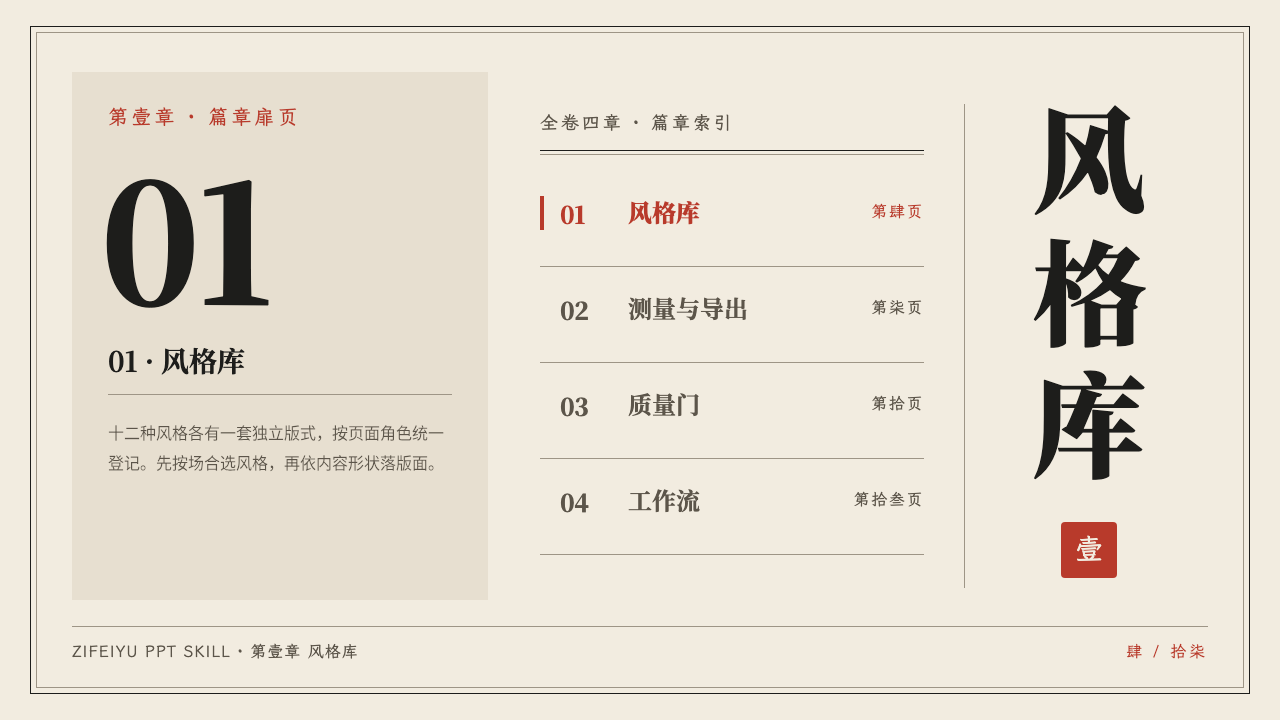 第壹章 · 篇章扉页
01
01 · 风格库
十二种风格各有一套独立版式，按页面角色统一
登记。先按场合选风格，再依内容形状落版面。
全卷四章 · 篇章索引
01 风格库 第肆页
02 测量与导出 第柒页
03 质量门 第拾页
04 工作流 第拾叁页
风格库
壹
ZIFEIYU PPT SKILL · 第壹章 风格库
肆 / 拾柒